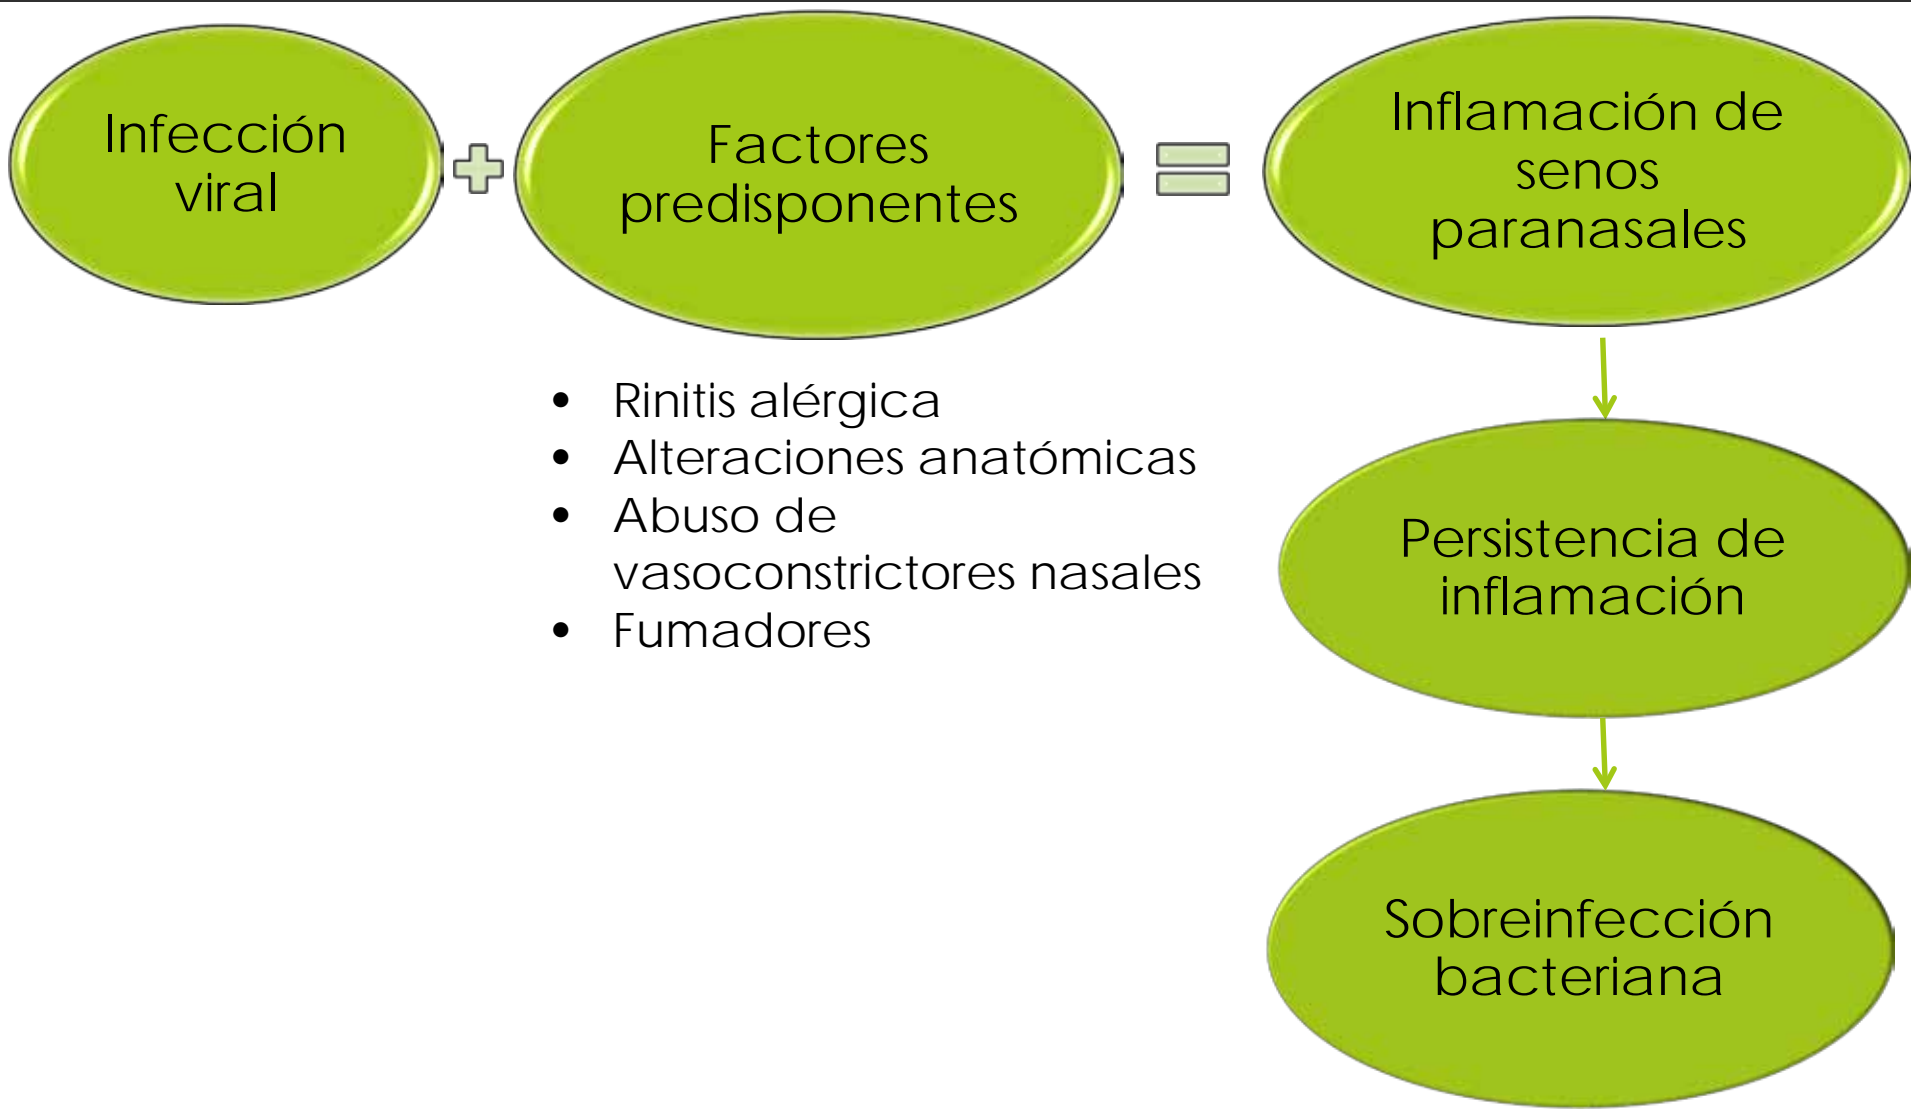 Infección
viral
Factores
predisponentes
Inflamación de
senos
paranasales
• Rinitis alérgica
• Alteraciones anatómicas
• Abuso de
vasoconstrictores nasales
• Fumadores
Persistencia de
inflamación
Sobreinfección
bacteriana